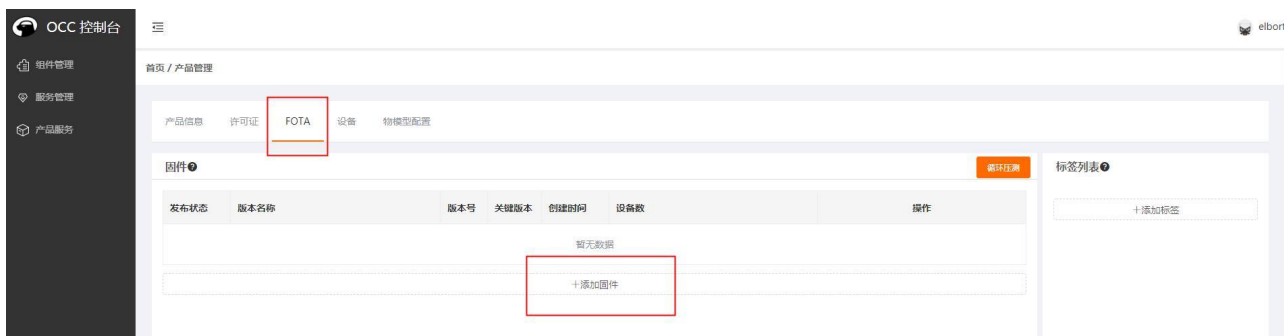 OCC 控制台
elbort
组件管理
首页 / 产品管理
服务管理
产品服务
产品信息 许可证 FOTA 设备 物模型配置
固件
循环压测
标签列表
发布状态 版本名称 版本号 关键版本 创建时间 设备数 操作
+添加标签
暂无数据
+添加固件